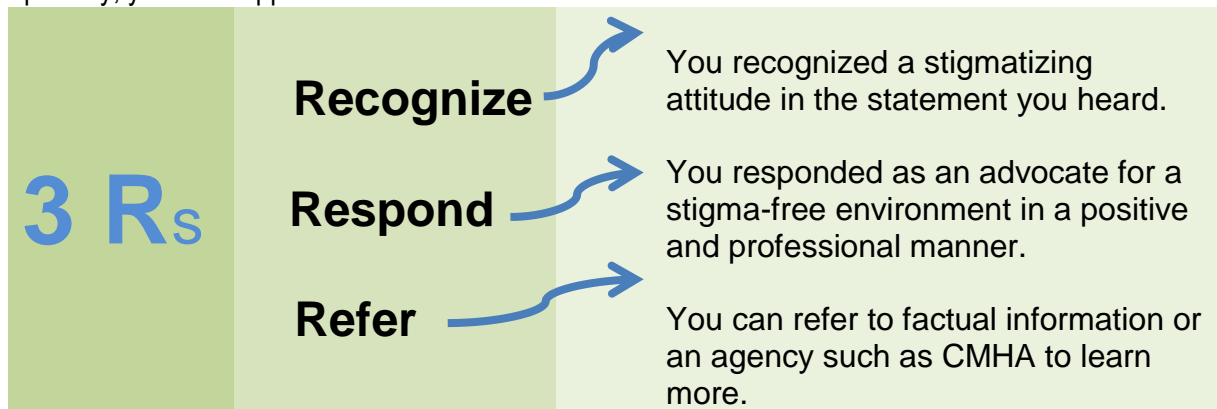 3 Rs
Recognize
You recognized a stigmatizing
attitude in the statement you heard.
Respond
You responded as an advocate for a
stigma-free environment in a positive
and professional manner.
Refer
You can refer to factual information or
an agency such as CMHA to learn
more.